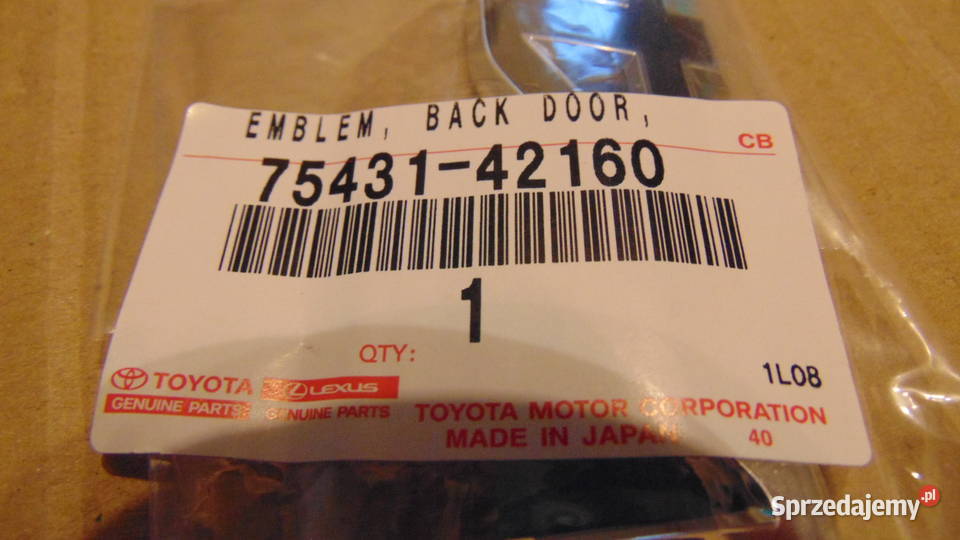 EMBLEM, BACK DOOR,
CB
75431-42160
1
QTY:
1L08
TOYOTA LEXUS
GENUINE PARTS GENUINE PARTS
TOYOTA MOTOR CORPORATION
MADE IN JAPAN 40
Sprzedajemy.pl